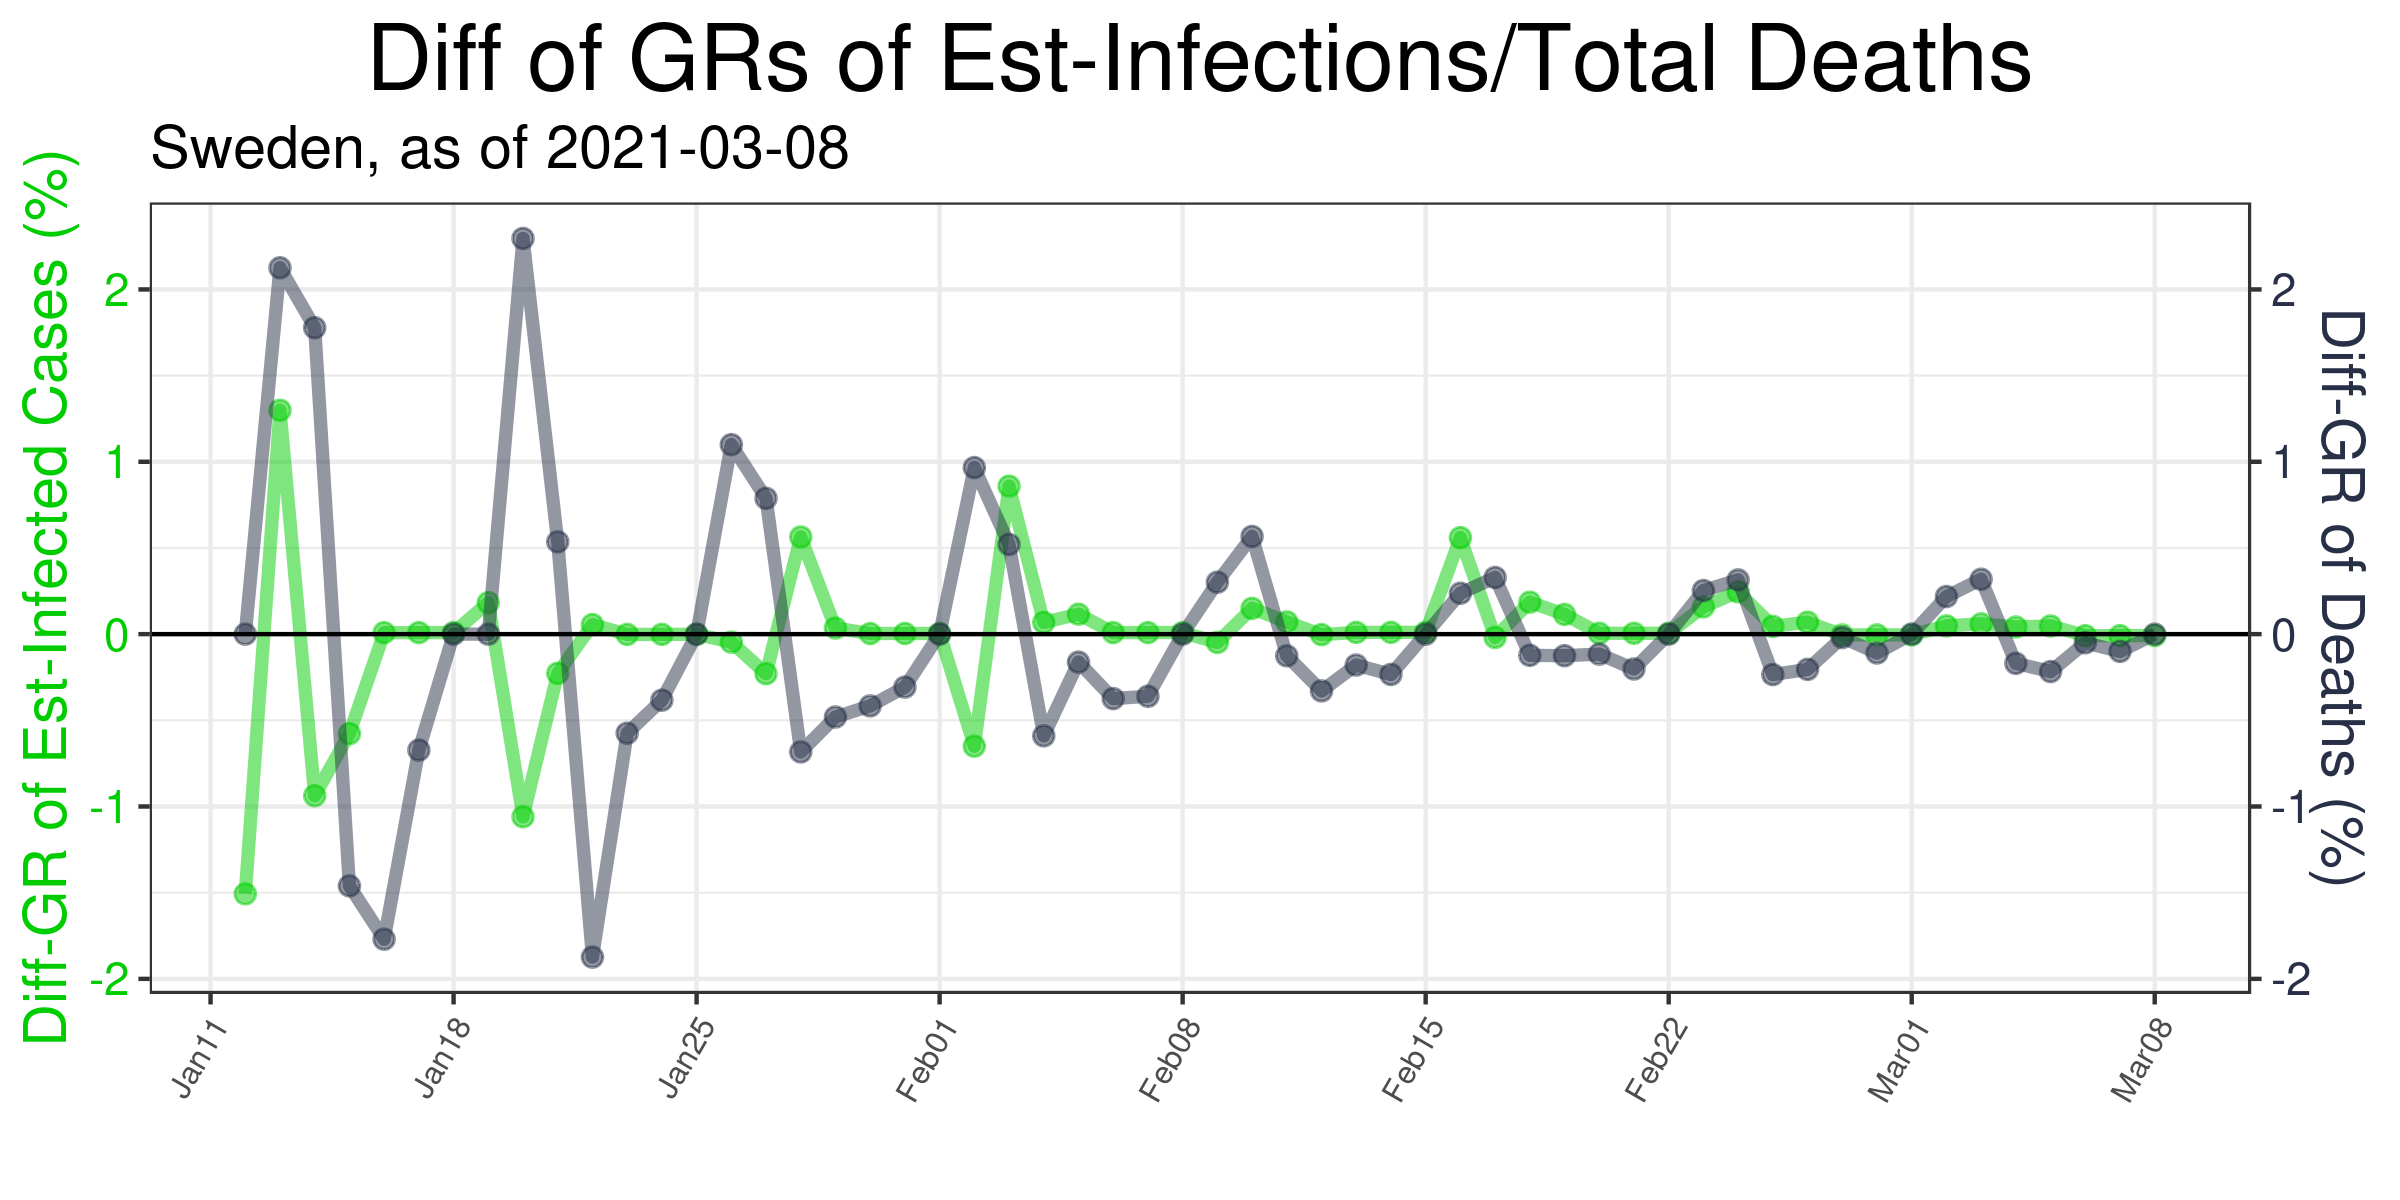 Diff of GRs of Est-Infections/Total Deaths
Sweden, as of 2021-03-08
Diff-GR of Est-Infected Cases (%)
2
1
0
-1
-2
2
1
0
-1
-2
Diff-GR of Deaths (%)
Jan11
Jan18
Jan25
Feb01
Feb08
Feb15
Feb22
Mar01
Mar08